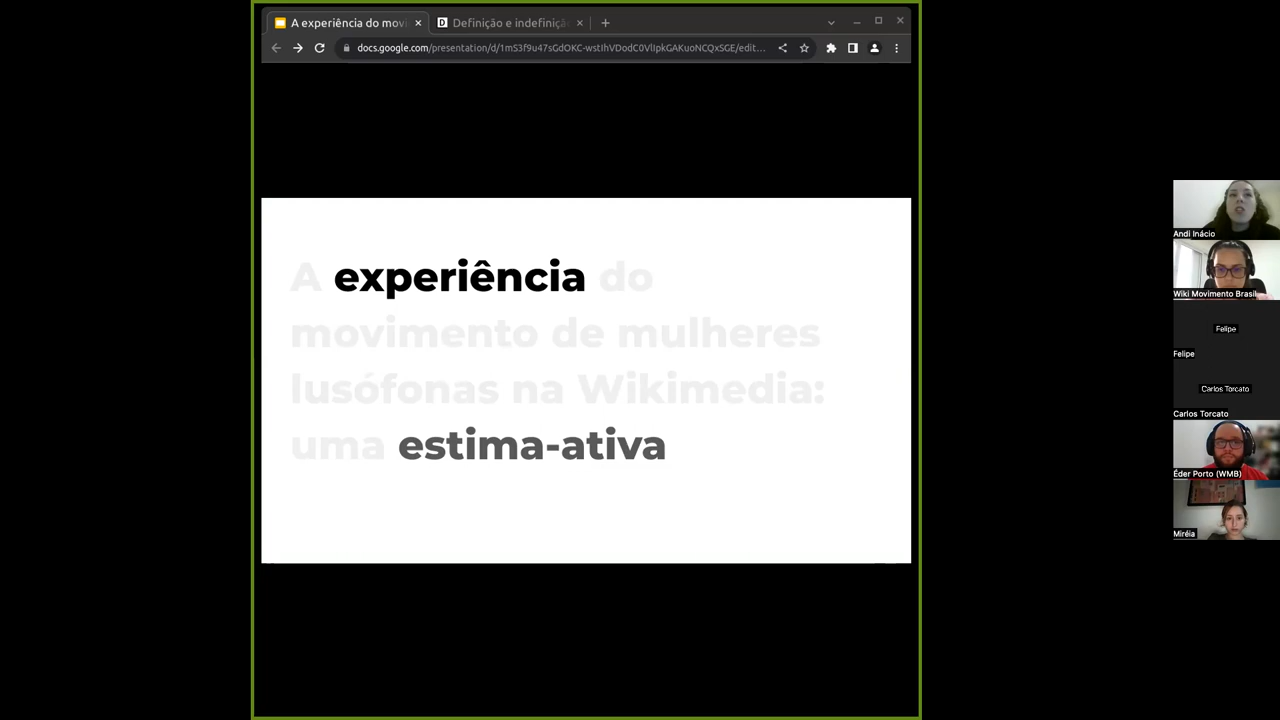 A experiência do mov
Definição e indefiniçã
docs.google.com/presentation/d/1mS3f9u47sGdOKC-wstIhVDodC0VlIpkGAKuoNCQxSGE/edit...
A experiência do
movimento de mulheres
lusófonas na Wikimedia:
uma estima-ativa
Andi Inácio
Wiki Movimento Brasil
Felipe
Felipe
Carlos Torcato
Carlos Torcato
Éder Porto (WMB)
Miréia